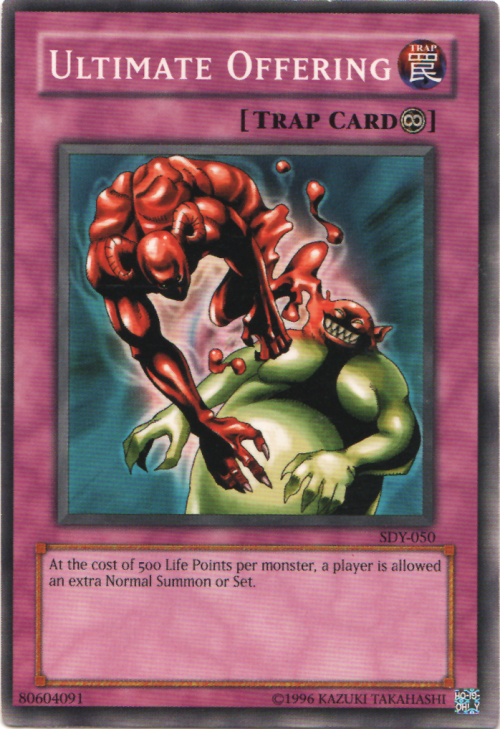 ULTIMATE OFFERING
TRAP
罠
[TRAP CARD♾]
SDY-050
At the cost of 500 Life Points per monster, a player is allowed
an extra Normal Summon or Set.
80604091
©1996 KAZUKI TAKAHASHI